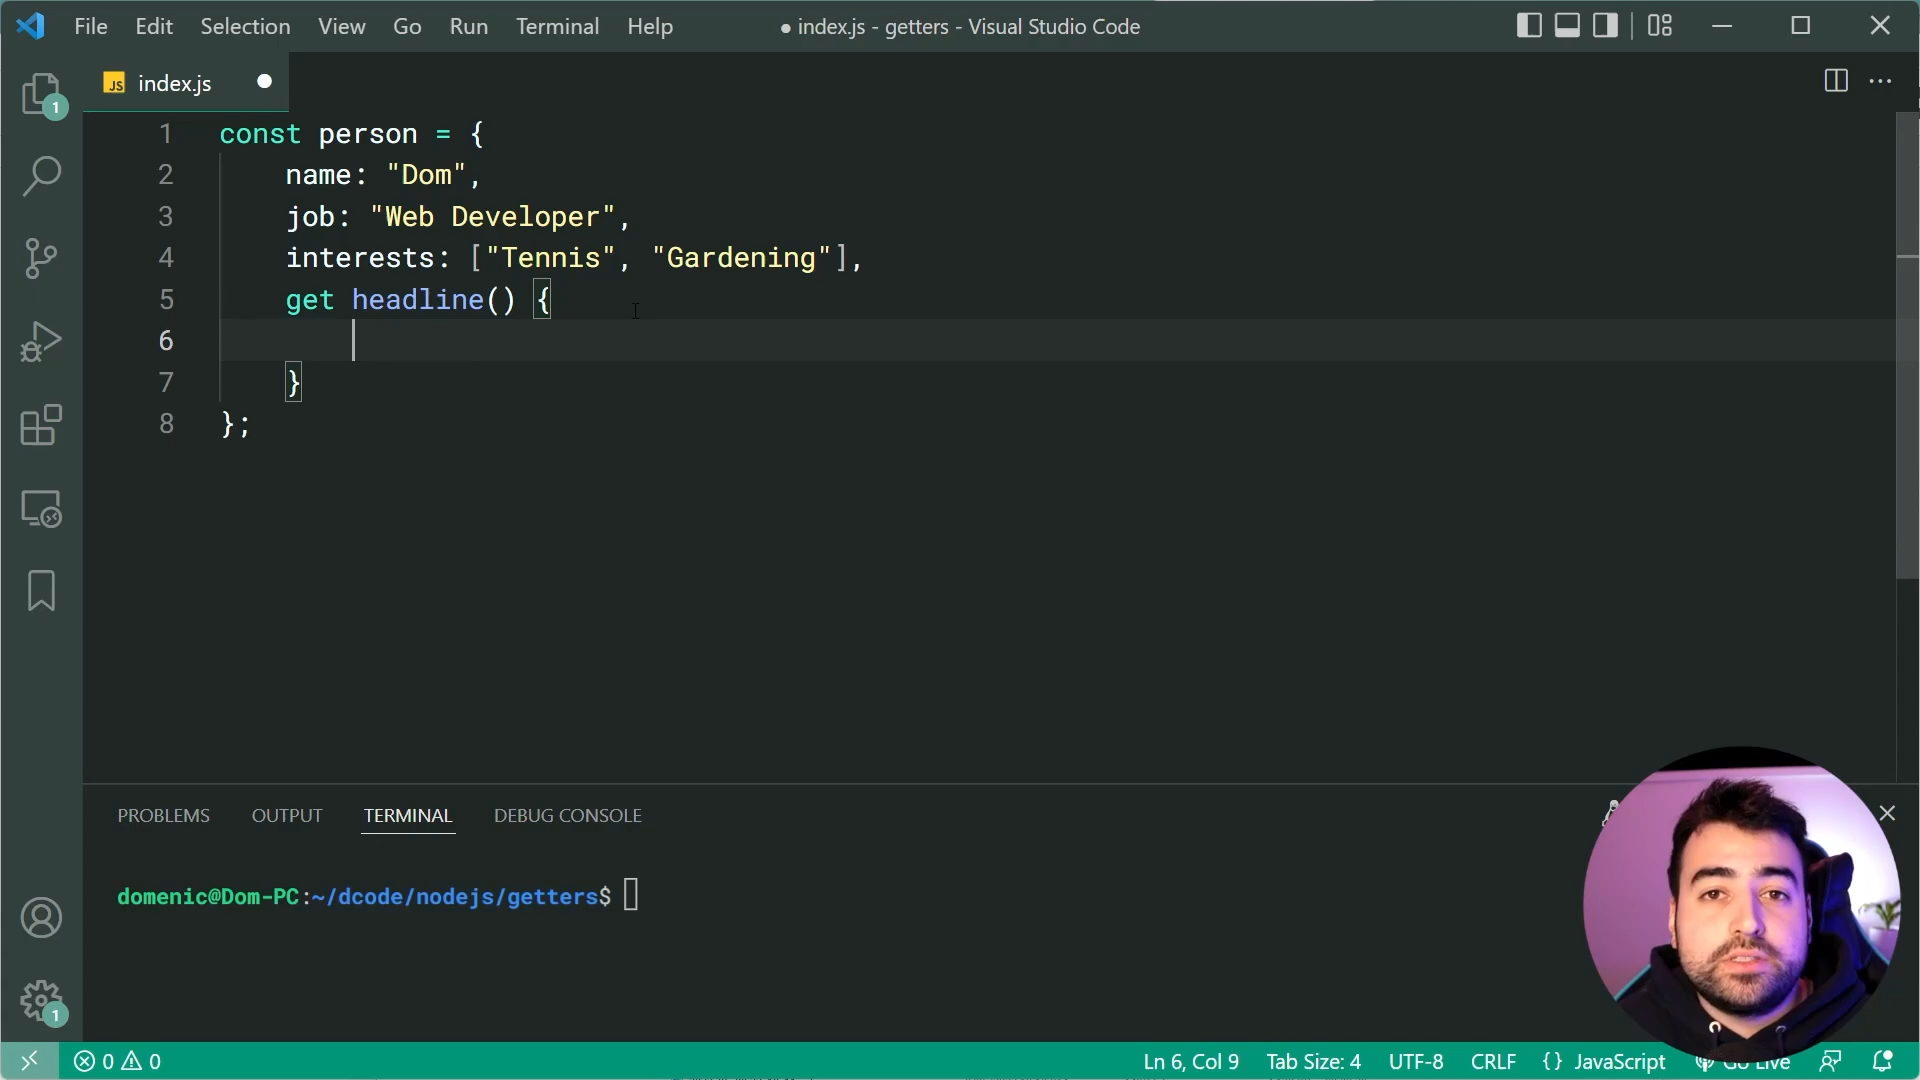 File Edit Selection View Go Run Terminal Help ● index.js - getters - Visual Studio Code
JS index.js
1
1 const person = {
2 name: "Dom",
3 job: "Web Developer",
4 interests: ["Tennis", "Gardening"],
5 get headline() {
6
7 }
8 };
PROBLEMS OUTPUT TERMINAL DEBUG CONSOLE
domenic@Dom-PC:~/dcode/nodejs/getters$
1
0 0 Ln 6, Col 9 Tab Size: 4 UTF-8 CRLF {} JavaScript Go Live